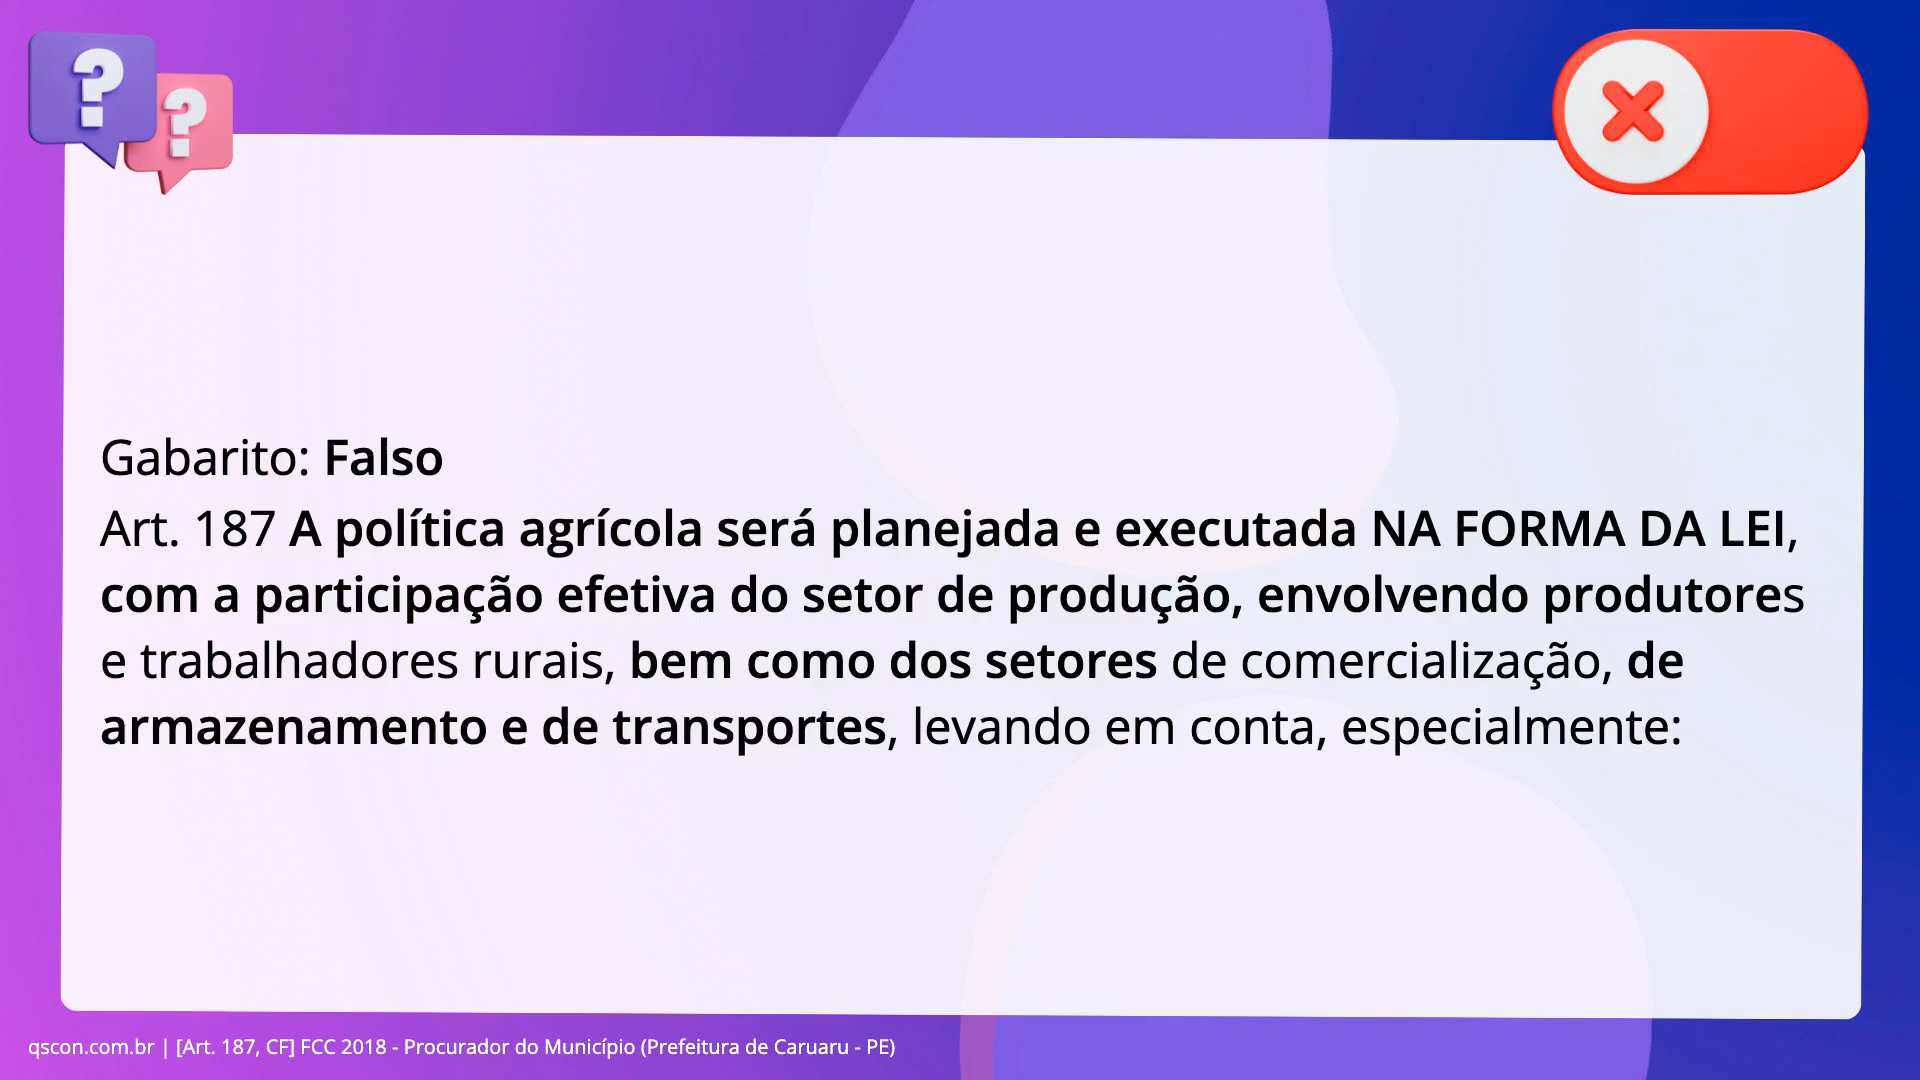 ?
?
Gabarito: Falso
Art. 187 A política agrícola será planejada e executada NA FORMA DA LEI,
com a participação efetiva do setor de produção, envolvendo produtores
e trabalhadores rurais, bem como dos setores de comercialização, de
armazenamento e de transportes, levando em conta, especialmente:
qscon.com.br | [Art. 187, CF] FCC 2018 - Procurador do Município (Prefeitura de Caruaru - PE)